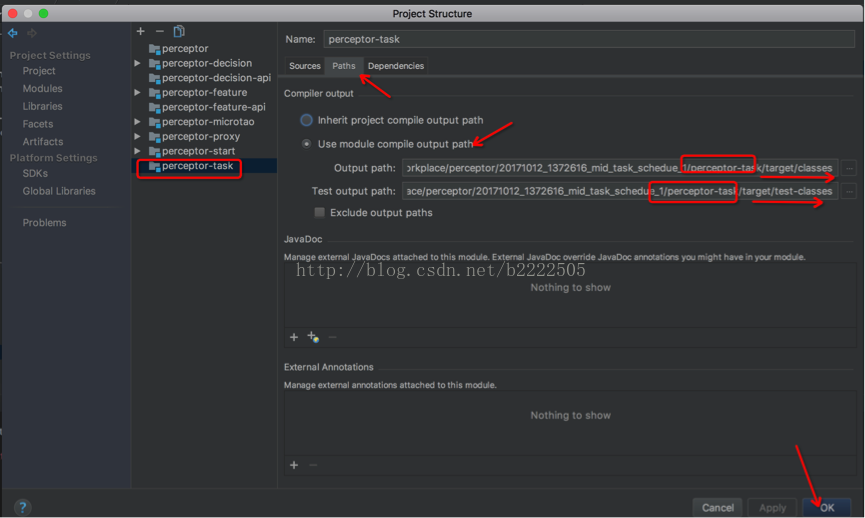 Project Structure
Project Settings
Project
Modules
Libraries
Facets
Artifacts
Platform Settings
SDKs
Global Libraries
Problems
perceptor
perceptor-decision
perceptor-decision-api
perceptor-feature
perceptor-feature-api
perceptor-microtao
perceptor-proxy
perceptor-start
perceptor-task
Name: perceptor-task
Sources Paths Dependencies
Compiler output
Inherit project compile output path
Use module compile output path
Output path: orkplace/perceptor/20171012_1372616_mid_task_schedue_1/perceptor-task/target/classes ...
Test output path: ace/perceptor/20171012_1372616_mid_task_schedue_1/perceptor-task/target/test-classes ...
Exclude output paths
JavaDoc
Manage external JavaDocs attached to this module. External JavaDoc override JavaDoc annotations you might have in your module.
http://blog.csdn.net/b2222505
Nothing to show
External Annotations
Manage external annotations attached to this module.
Nothing to show
? Cancel Apply OK